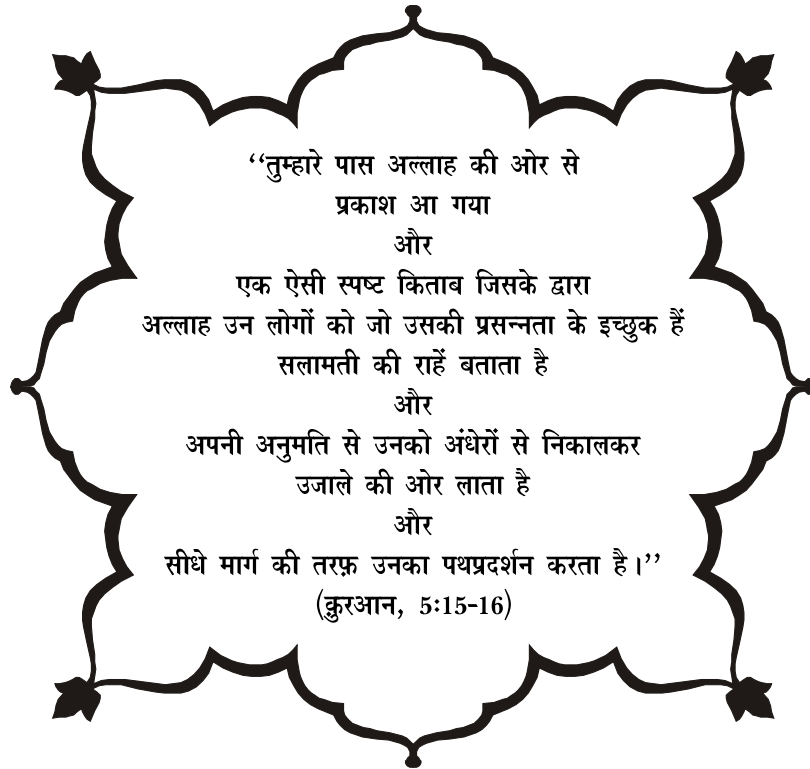 ‘‘तुम्हारे पास अल्लाह की ओर से
प्रकाश आ गया
और
एक ऐसी स्पष्ट किताब जिसके द्वारा
अल्लाह उन लोगों को जो उसकी प्रसन्नता के इच्छुक हैं
सलामती की राहें बताता है
और
अपनी अनुमति से उनको अंधेरों से निकालकर
उजाले की ओर लाता है
और
सीधे मार्ग की तरफ़ उनका पथप्रदर्शन करता है।’’
(क़ुरआन, 5:15-16)